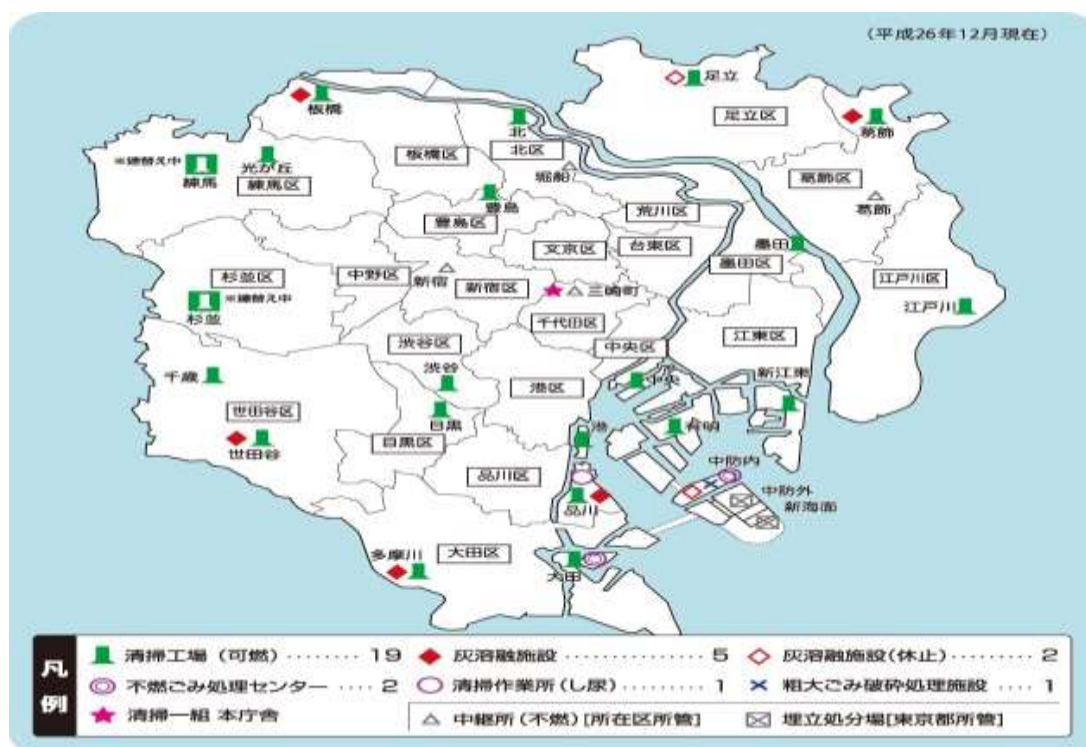 (平成26年12月現在)
足立
板橋
葛飾
北
足立区
北区
板橋区
※建替え中
光が丘
練馬
練馬区
堀船
葛飾区
豊島
葛飾
荒川区
豊島区
文京区
台東区
墨田
墨田区
杉並区
中野区
新宿
新宿区
江戸川区
※建替え中
三崎町
杉並
江戸川
千代田区
江東区
渋谷区
中央区
渋谷
千歳
中央
新江東
港区
世田谷区
目黒
有明
港
目黒区
世田谷
品川区
中防内
中防外
品川
新海面
多摩川
大田区
大田
凡例
清掃工場(可燃)········19
灰溶融施設···············5
灰溶融施設(休止)·······2
不燃ごみ処理センター····2
清掃作業所(し尿)·········1
粗大ごみ破砕処理施設····1
清掃一組 本庁舎
中継所(不燃)[所在区所管]
埋立処分場[東京都所管]